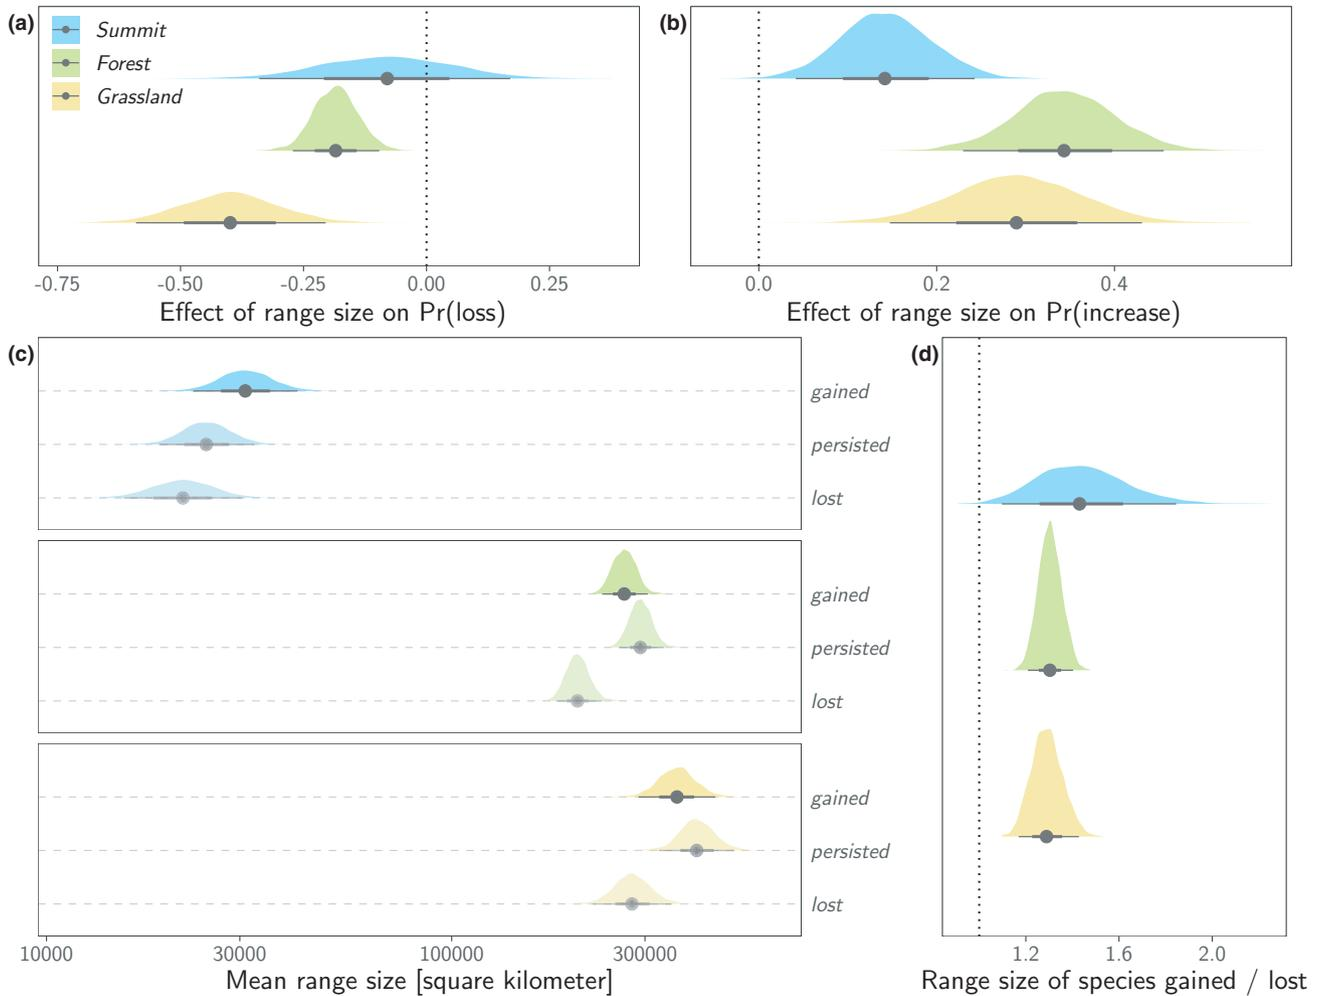 (a)
Summit
Forest
Grassland
-0.75 -0.50 -0.25 0.00 0.25
Effect of range size on Pr(loss)
(b)
0.0 0.2 0.4
Effect of range size on Pr(increase)
(c)
gained
persisted
lost
gained
persisted
lost
gained
persisted
lost
10000 30000 100000 300000
Mean range size [square kilometer]
(d)
1.2 1.6 2.0
Range size of species gained / lost